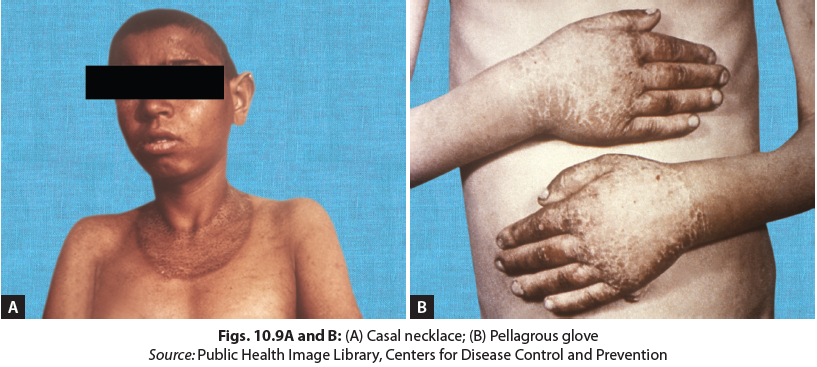 A
B
Figs. 10.9A and B: (A) Casal necklace; (B) Pellagrous glove
Source: Public Health Image Library, Centers for Disease Control and Prevention